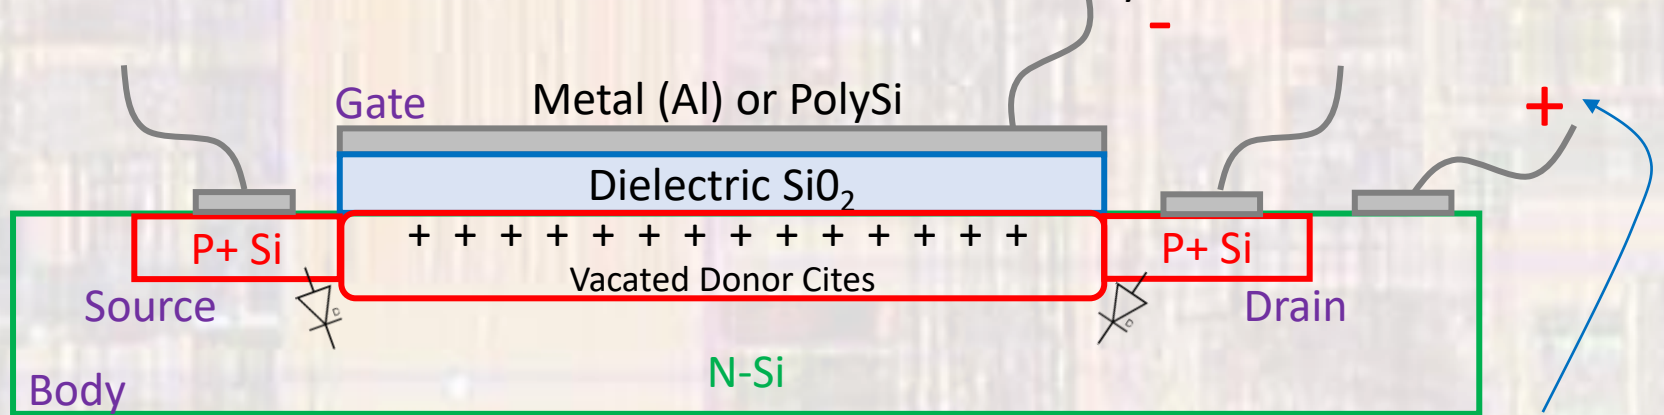 -
Gate
Metal (Al) or PolySi
+
Dielectric Si0₂
P+ Si
+ + + + + + + + + + + + + +
P+ Si
Vacated Donor Cites
Source
Drain
N-Si
Body